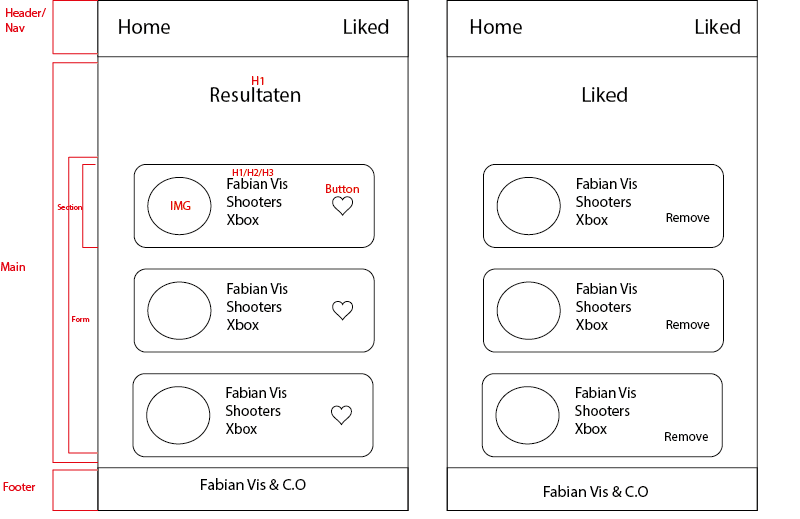 Header/
Nav
Home Liked
H1
Resultaten
H1/H2/H3
Fabian Vis
Shooters
Xbox
IMG
Button
Section
Main
Form
Fabian Vis
Shooters
Xbox
Fabian Vis
Shooters
Xbox
Footer
Fabian Vis & C.O
Home Liked
Liked
Fabian Vis
Shooters
Xbox
Remove
Fabian Vis
Shooters
Xbox
Remove
Fabian Vis
Shooters
Xbox
Remove
Fabian Vis & C.O